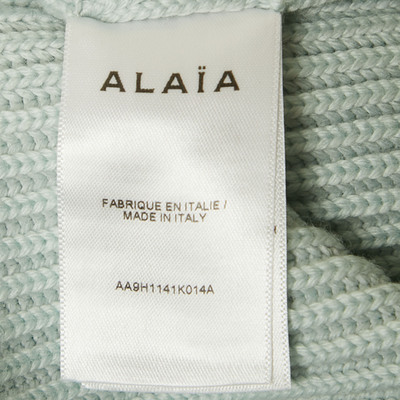 ALAÏA
FABRIQUE EN ITALIE /
MADE IN ITALY
AA9H1141K014A